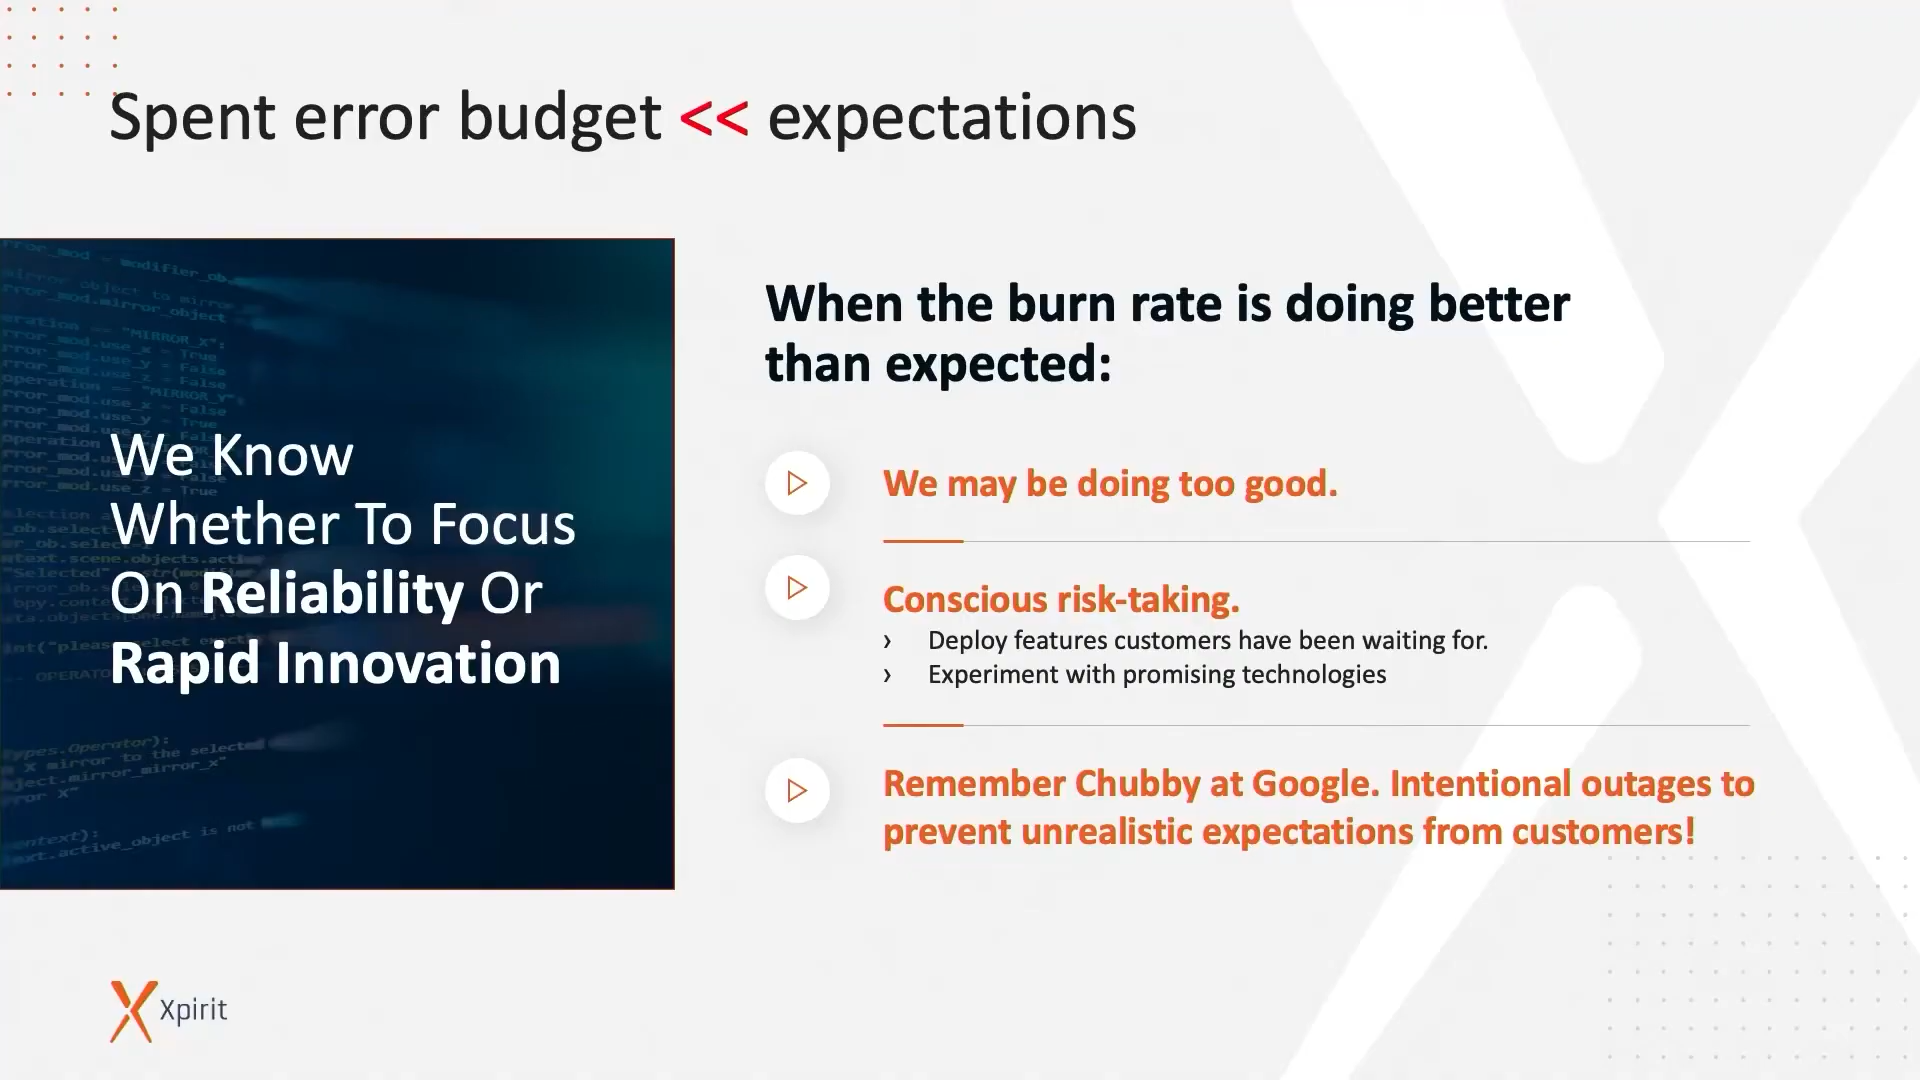 Spent error budget << expectations
We Know
Whether To Focus
On Reliability Or
Rapid Innovation
When the burn rate is doing better
than expected:
We may be doing too good.
Conscious risk-taking.
› Deploy features customers have been waiting for.
› Experiment with promising technologies
Remember Chubby at Google. Intentional outages to
prevent unrealistic expectations from customers!
Xpirit